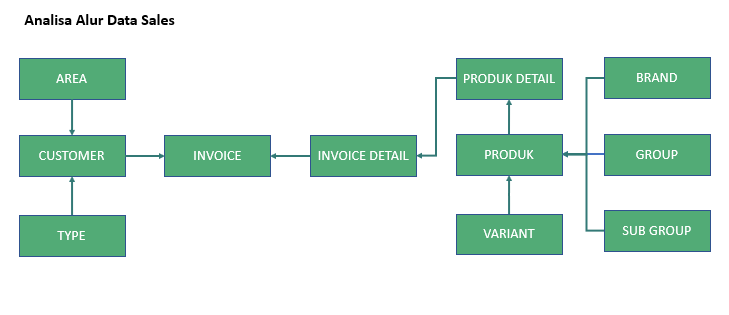 Analisa Alur Data Sales
AREA
PRODUK DETAIL
BRAND
CUSTOMER
INVOICE
INVOICE DETAIL
PRODUK
GROUP
TYPE
VARIANT
SUB GROUP